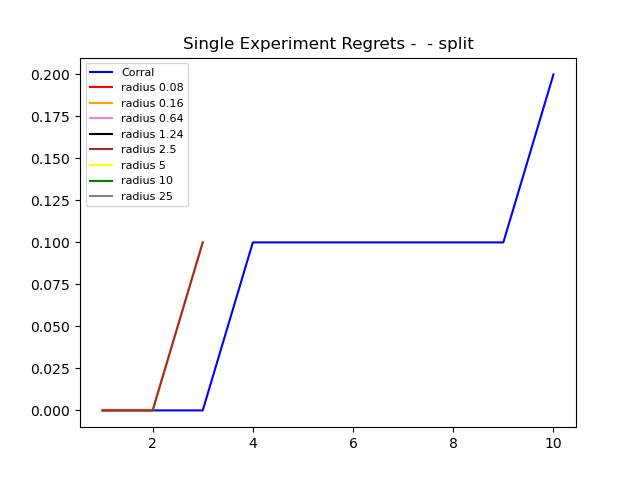 Single Experiment Regrets -  - split
Corral
radius 0.08
radius 0.16
radius 0.64
radius 1.24
radius 2.5
radius 5
radius 10
radius 25
0.200
0.175
0.150
0.125
0.100
0.075
0.050
0.025
0.000
2 4 6 8 10